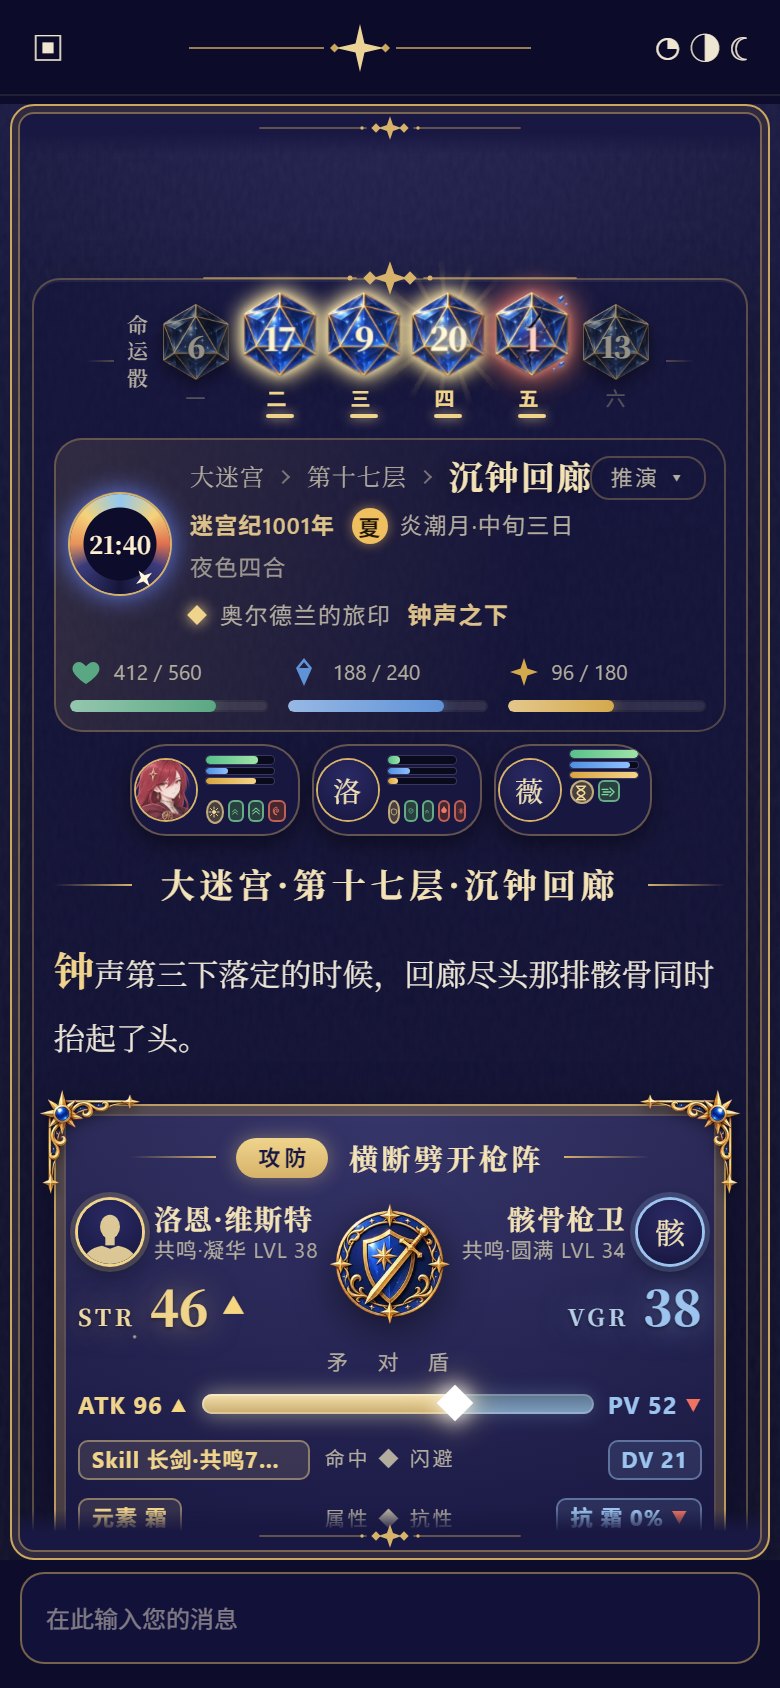 命运骰
6 17 9 20 1 13
一 二 三 四 五 六
大迷宫 › 第十七层 › 沉钟回廊 推演 ▼
21:40
迷宫纪1001年 夏 炎潮月·中旬三日
夜色四合
奥尔德兰的旅印 钟声之下
412 / 560 188 / 240 96 / 180
洛 薇
大迷宫·第十七层·沉钟回廊
钟声第三下落定的时候，回廊尽头那排骸骨同时
抬起了头。
攻防 横断劈开枪阵
洛恩·维斯特 骸骨枪卫 骸
共鸣·凝华 LVL 38 共鸣·圆满 LVL 34
STR 46 ▲ VGR 38
矛 对 盾
ATK 96 ▲ PV 52 ▼
Skill 长剑·共鸣7... 命中 ◆ 闪避 DV 21
元素 霜 属性 ◆ 抗性 抗 霜 0% ▼
在此输入您的消息